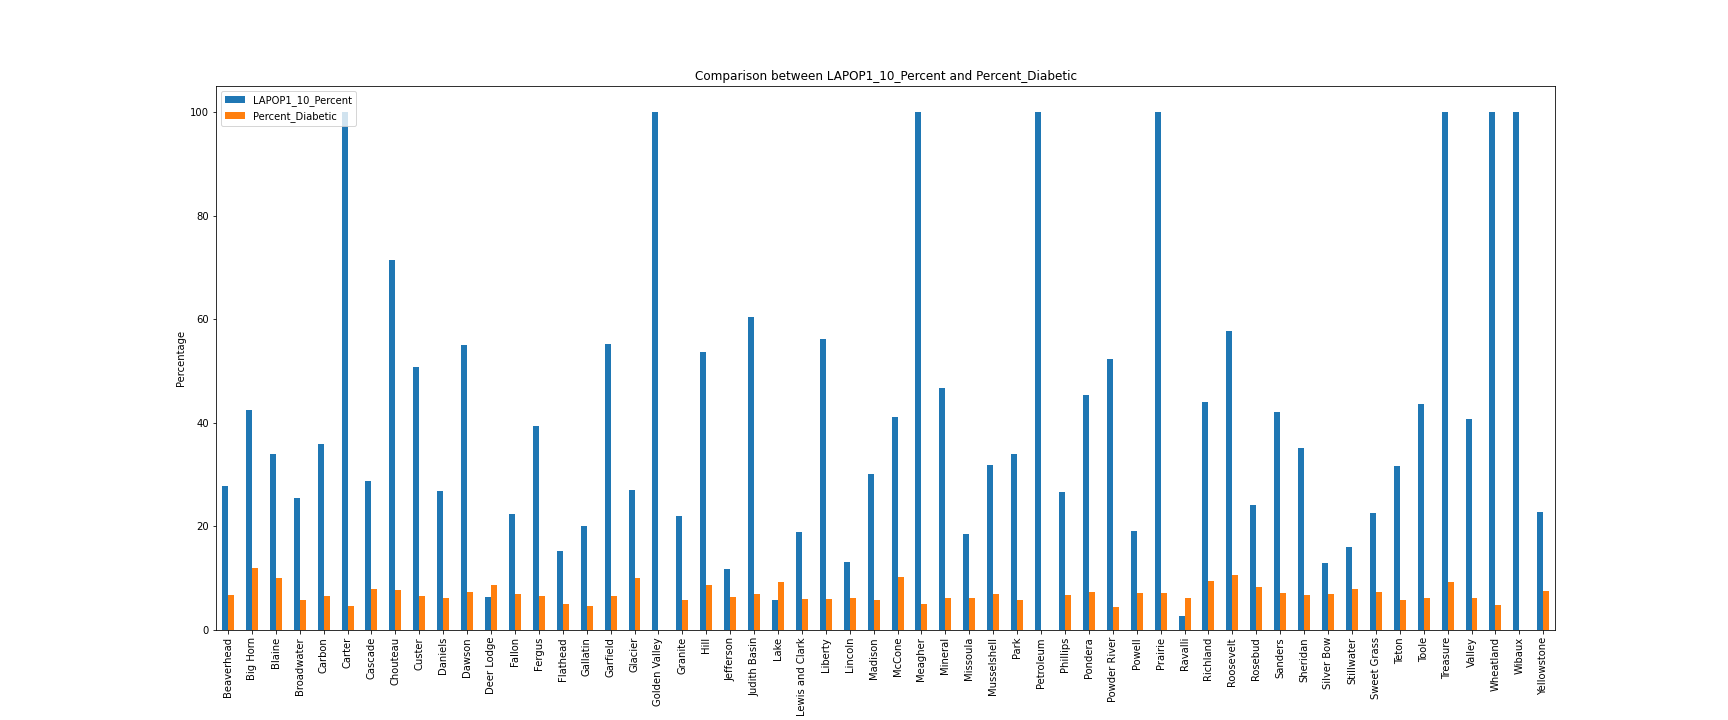 Comparison between LAPOP1_10_Percent and Percent_Diabetic
LAPOP1_10_Percent
Percent_Diabetic
Percentage
100
80
60
40
20
0
Beaverhead
Big Horn
Blaine
Broadwater
Carbon
Carter
Cascade
Chouteau
Custer
Daniels
Dawson
Deer Lodge
Fallon
Fergus
Flathead
Gallatin
Garfield
Glacier
Golden Valley
Granite
Hill
Jefferson
Judith Basin
Lake
Lewis and Clark
Liberty
Lincoln
Madison
McCone
Meagher
Mineral
Missoula
Musselshell
Park
Petroleum
Phillips
Pondera
Powder River
Powell
Prairie
Ravalli
Richland
Roosevelt
Rosebud
Sanders
Sheridan
Silver Bow
Stillwater
Sweet Grass
Teton
Toole
Treasure
Valley
Wheatland
Wibaux
Yellowstone